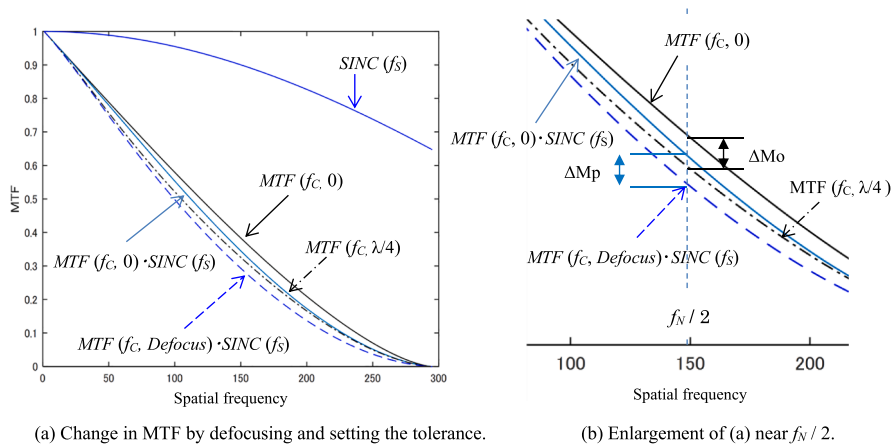 1
0.9
0.8
0.7
0.6
0.5
0.4
0.3
0.2
0.1
0
MTF
SINC (fS)
MTF (fC, 0)
MTF (fC, λ/4)
MTF (fC, 0)·SINC (fS)
MTF (fC, Defocus)·SINC (fS)
0 50 100 150 200 250 300
Spatial frequency
(a) Change in MTF by defocusing and setting the tolerance.
MTF (fC, 0)
MTF (fC, 0)·SINC (fS)
ΔMo
ΔMp
MTF (fC, λ/4)
MTF (fC, Defocus)·SINC (fS)
fN / 2
100 150 200
Spatial frequency
(b) Enlargement of (a) near fN / 2.